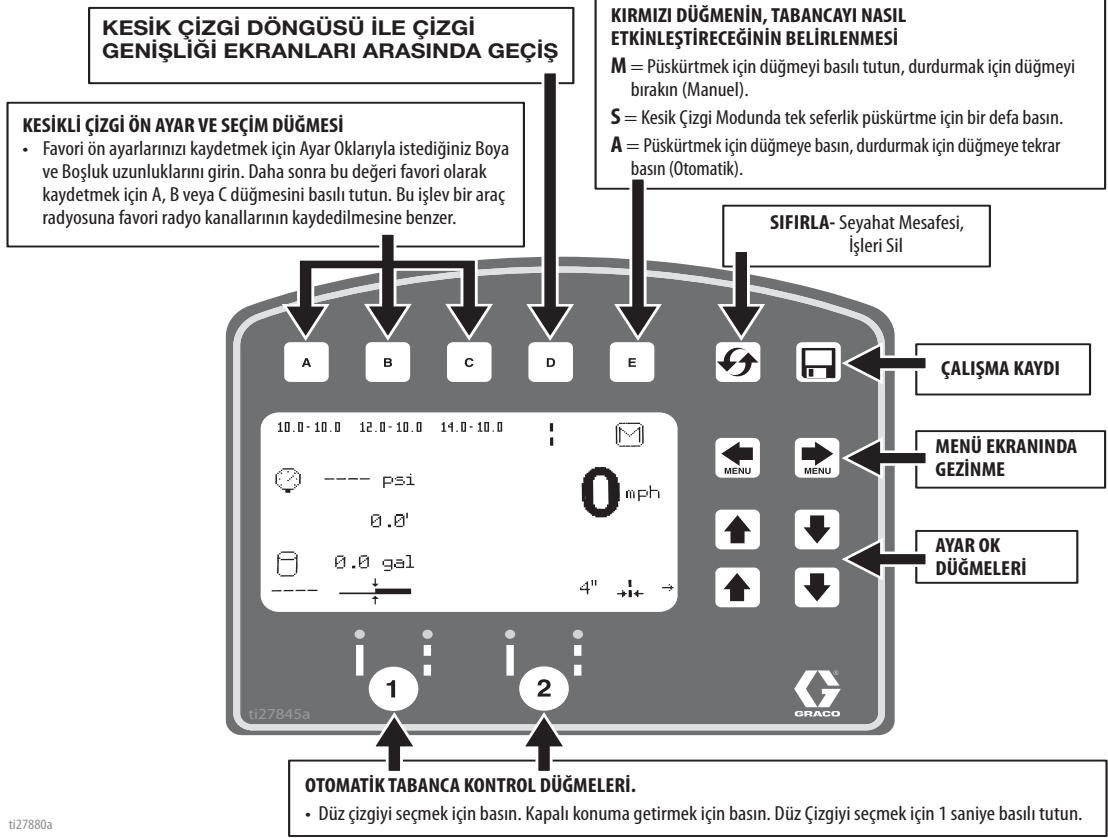 KESİK ÇİZGİ DÖNGÜSÜ İLE ÇİZGİ
GENİŞLİĞİ EKRANLARI ARASINDA GEÇİŞ
KIRMIZI DÜĞMENİN, TABANCAYI NASIL
ETKİNLEŞTİRECEĞİNİN BELİRLENMESİ
M = Püskürtmek için düğmeyi basılı tutun, durdurmak için düğmeyi
bırakın (Manuel).
S = Kesik Çizgi Modunda tek seferlik püskürtme için bir defa basın.
A = Püskürtmek için düğmeye basın, durdurmak için düğmeye tekrar
basın (Otomatik).
KESİKLİ ÇİZGİ ÖN AYAR VE SEÇİM DÜĞMESİ
• Favori ön ayarlarınızı kaydetmek için Ayar Oklarıyla istediğiniz Boya
ve Boşluk uzunluklarını girin. Daha sonra bu değeri favori olarak
kaydetmek için A, B veya C düğmesini basılı tutun. Bu işlev bir araç
radyosuna favori radyo kanallarının kaydedilmesine benzer.
SIFIRLA- Seyahat Mesafesi,
İşleri Sil
A B C D E
ÇALIŞMA KAYDI
10.0-10.0 12.0-10.0 14.0-10.0 M
MENU MENU
MENÜ EKRANINDA
GEZİNME
---- psi
0 mph
0.0'
AYAR OK
DÜĞMELERİ
0.0 gal
---- 4"
1 2
GRACO
ti27845a
OTOMATİK TABANCA KONTROL DÜĞMELERİ.
• Düz çizgiyi seçmek için basın. Kapalı konuma getirmek için basın. Düz Çizgiyi seçmek için 1 saniye basılı tutun.
ti27880a